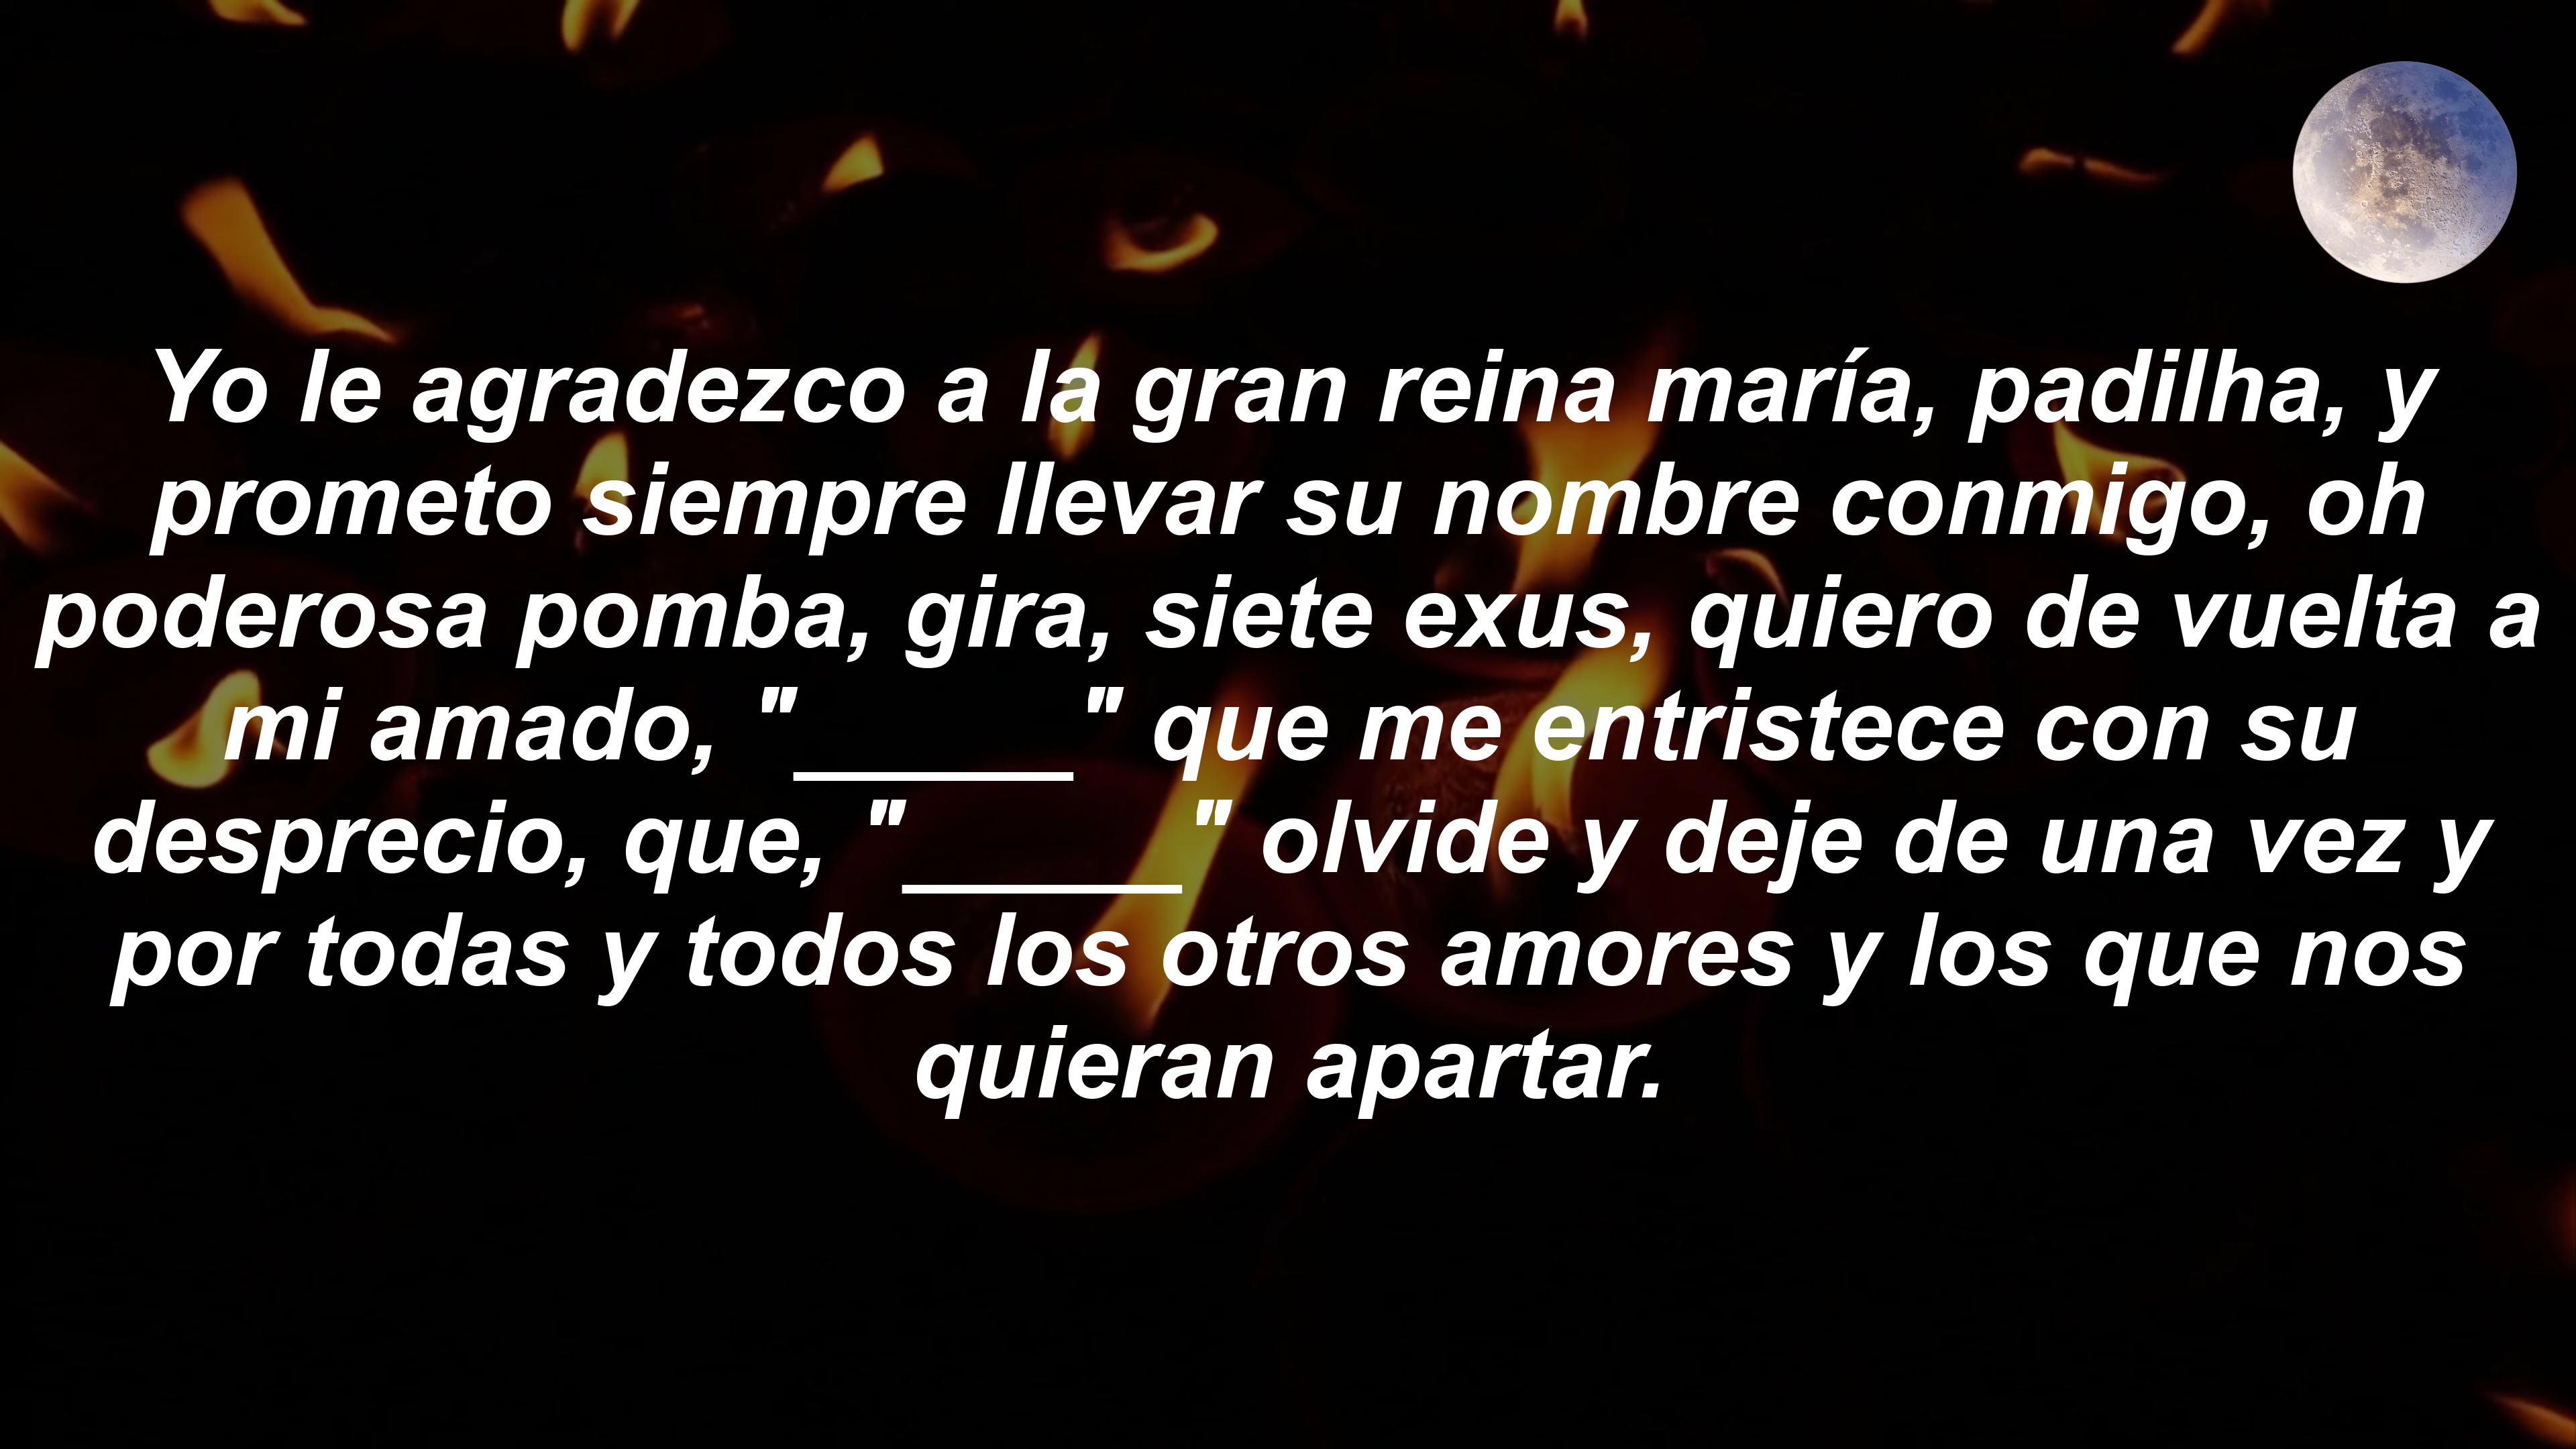 Yo le agradezco a la gran reina maría, padilha, y
prometo siempre llevar su nombre conmigo, oh
poderosa pomba, gira, siete exus, quiero de vuelta a
mi amado, "_____" que me entristece con su
desprecio, que, "_____" olvide y deje de una vez y
por todas y todos los otros amores y los que nos
quieran apartar.